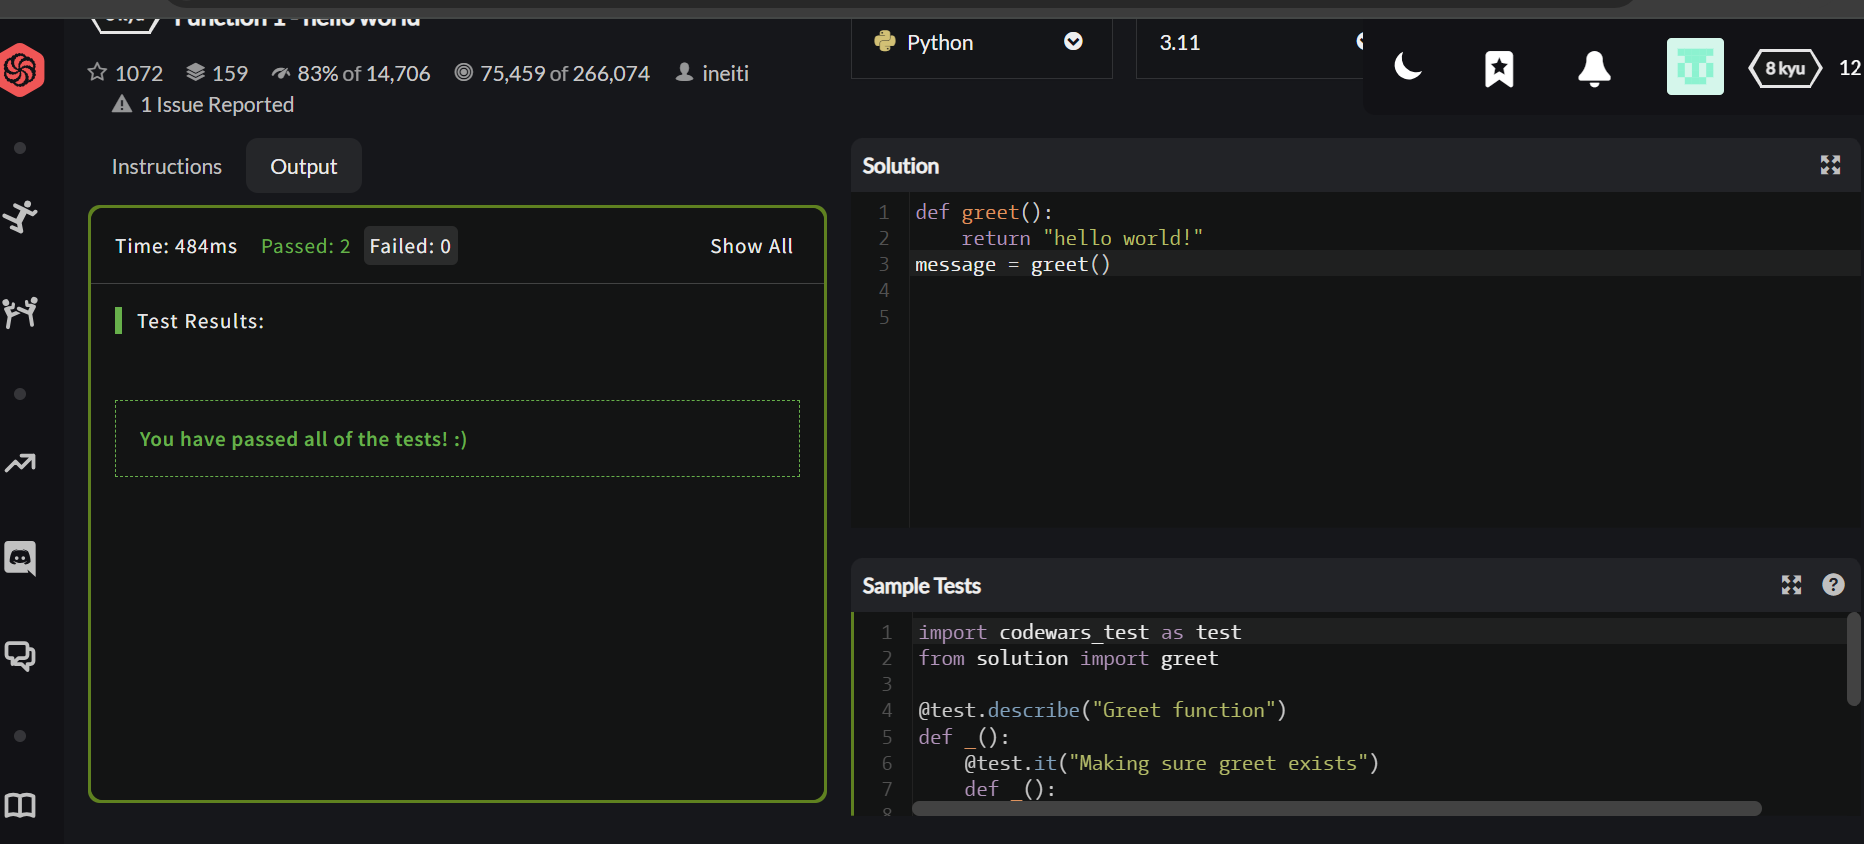 Function 1 - hello world
1072 159 83% of 14,706 75,459 of 266,074 ineiti
1 Issue Reported
Python
3.11
8 kyu
12
Instructions
Output
Time: 484ms Passed: 2 Failed: 0 Show All
Test Results:
You have passed all of the tests! :)
Solution
1 def greet():
2     return "hello world!"
3 message = greet()
4
5
Sample Tests
?
1 import codewars_test as test
2 from solution import greet
3
4 @test.describe("Greet function")
5 def _():
6     @test.it("Making sure greet exists")
7     def _():
8